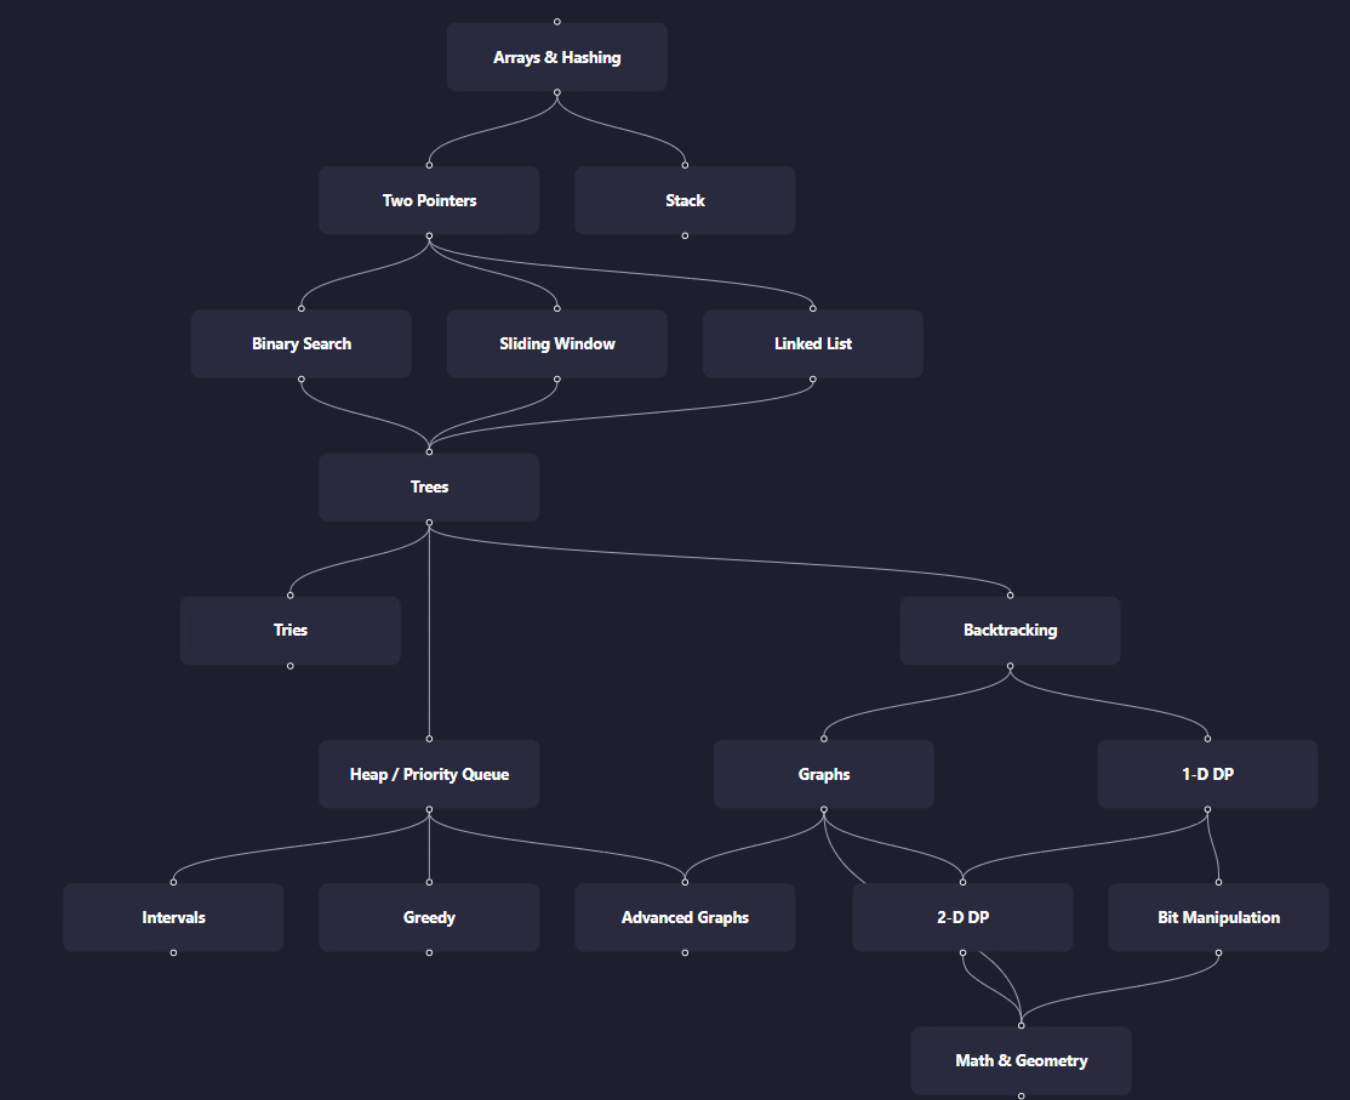 Arrays & Hashing
Two Pointers
Stack
Binary Search
Sliding Window
Linked List
Trees
Tries
Backtracking
Heap / Priority Queue
Graphs
1-D DP
Intervals
Greedy
Advanced Graphs
2-D DP
Bit Manipulation
Math & Geometry